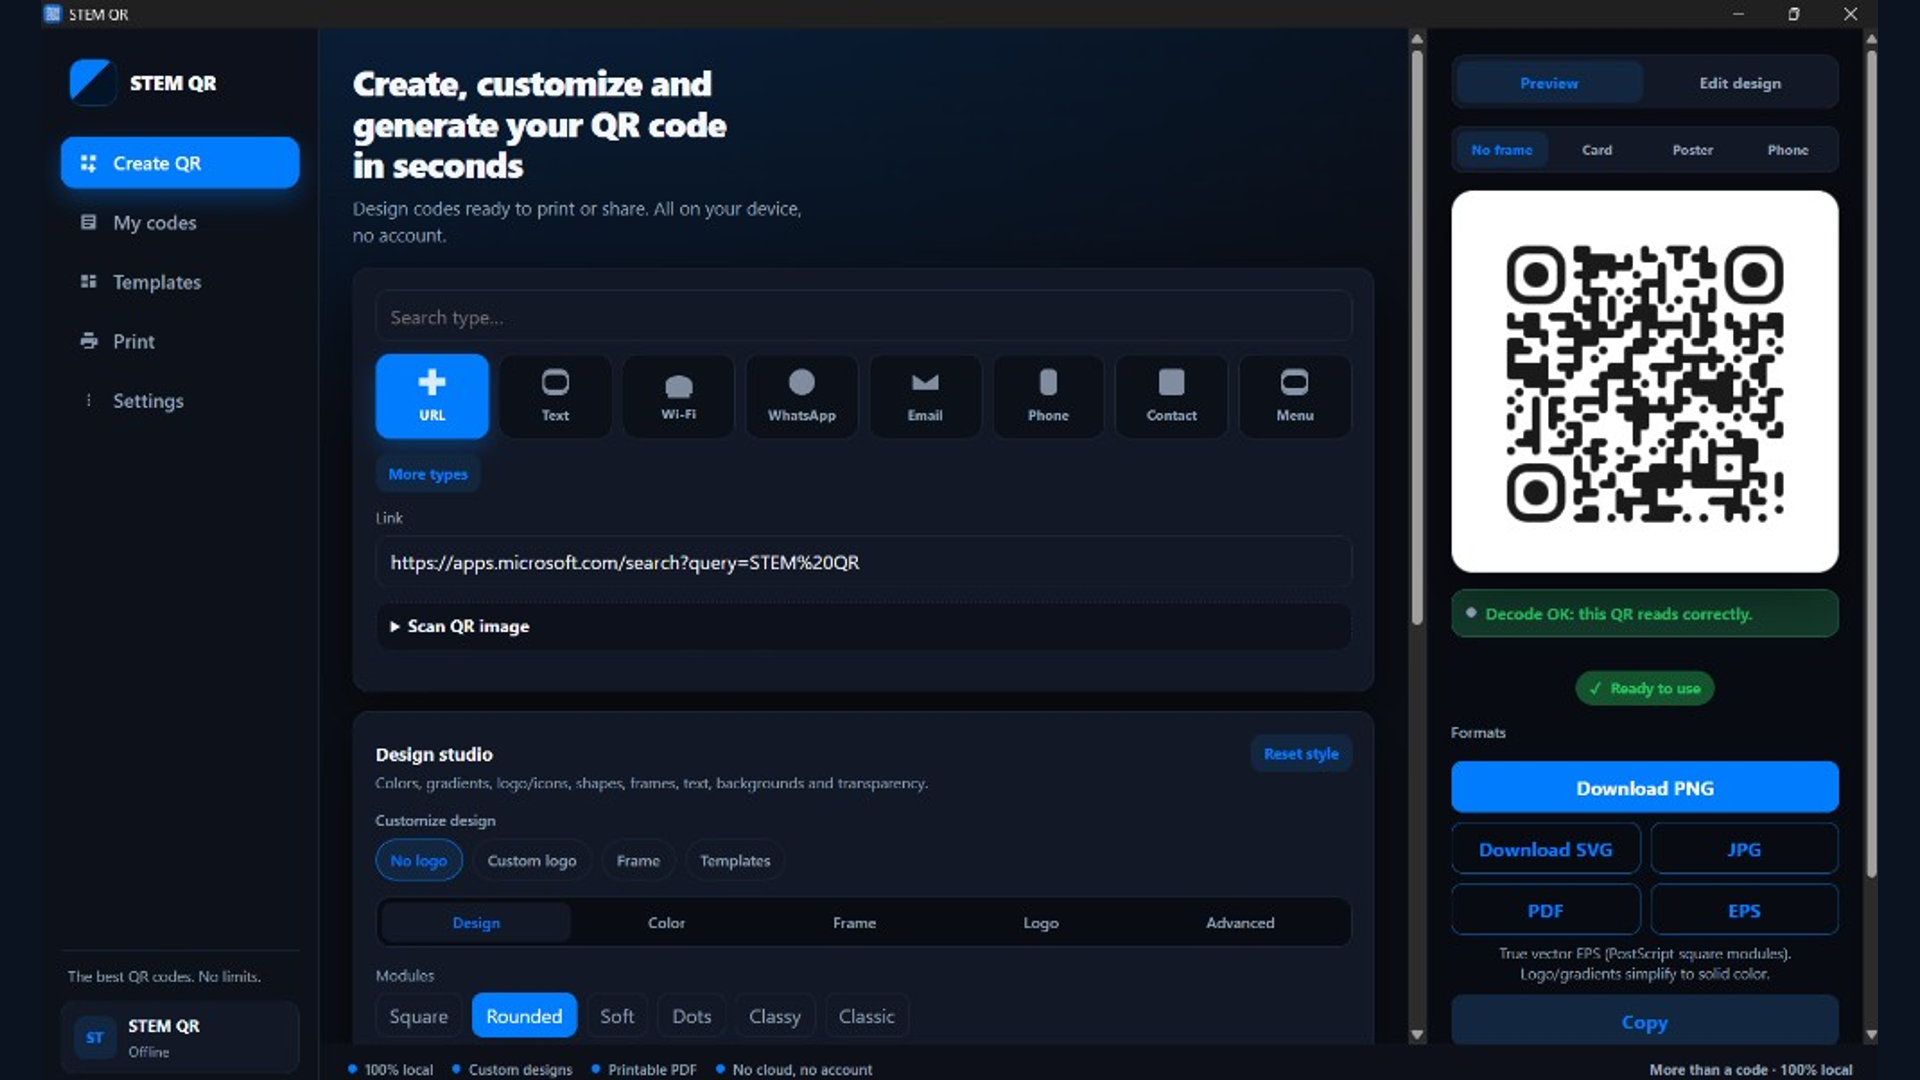 STEM QR
STEM QR
Create QR
My codes
Templates
Print
Settings
The best QR codes. No limits.
ST
STEM QR
Offline
Create, customize and
generate your QR code
in seconds
Design codes ready to print or share. All on your device,
no account.
Search type...
URL
Text
Wi-Fi
WhatsApp
Email
Phone
Contact
Menu
More types
Link
https://apps.microsoft.com/search?query=STEM%20QR
Scan QR image
Design studio
Reset style
Colors, gradients, logo/icons, shapes, frames, text, backgrounds and transparency.
Customize design
No logo
Custom logo
Frame
Templates
Design
Color
Frame
Logo
Advanced
Modules
Square
Rounded
Soft
Dots
Classy
Classic
100% local
Custom designs
Printable PDF
No cloud, no account
Preview
Edit design
No frame
Card
Poster
Phone
Decode OK: this QR reads correctly.
✓ Ready to use
Formats
Download PNG
Download SVG
JPG
PDF
EPS
True vector EPS (PostScript square modules).
Logo/gradients simplify to solid color.
Copy
More than a code · 100% local